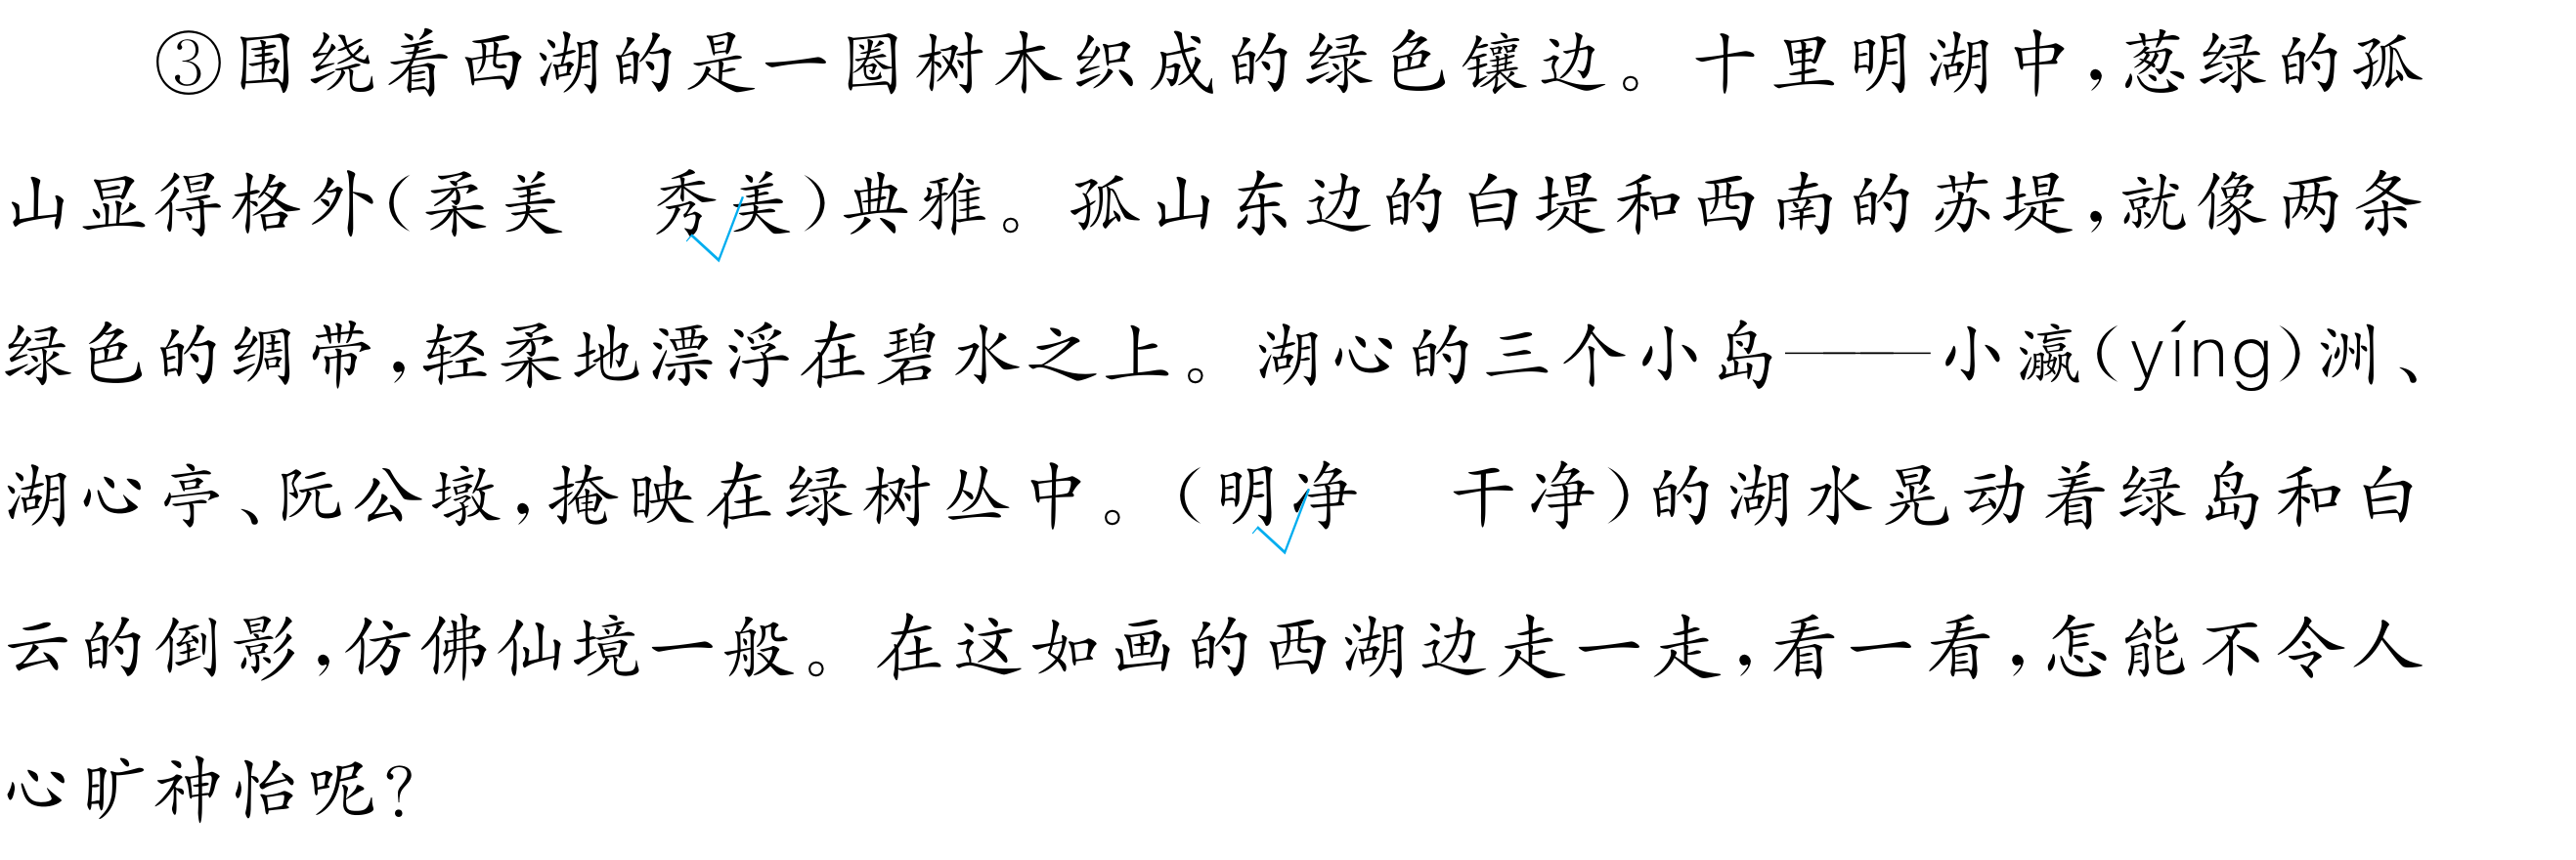 ③围绕着西湖的是一圈树木织成的绿色镶边。十里明湖中,葱绿的孤
山显得格外(柔美 秀美)典雅。孤山东边的白堤和西南的苏堤,就像两条
绿色的绸带,轻柔地漂浮在碧水之上。湖心的三个小岛——小瀛(yíng)洲、
湖心亭、阮公墩,掩映在绿树丛中。(明净 干净)的湖水晃动着绿岛和白
云的倒影,仿佛仙境一般。在这如画的西湖边走一走,看一看,怎能不令人
心旷神怡呢?